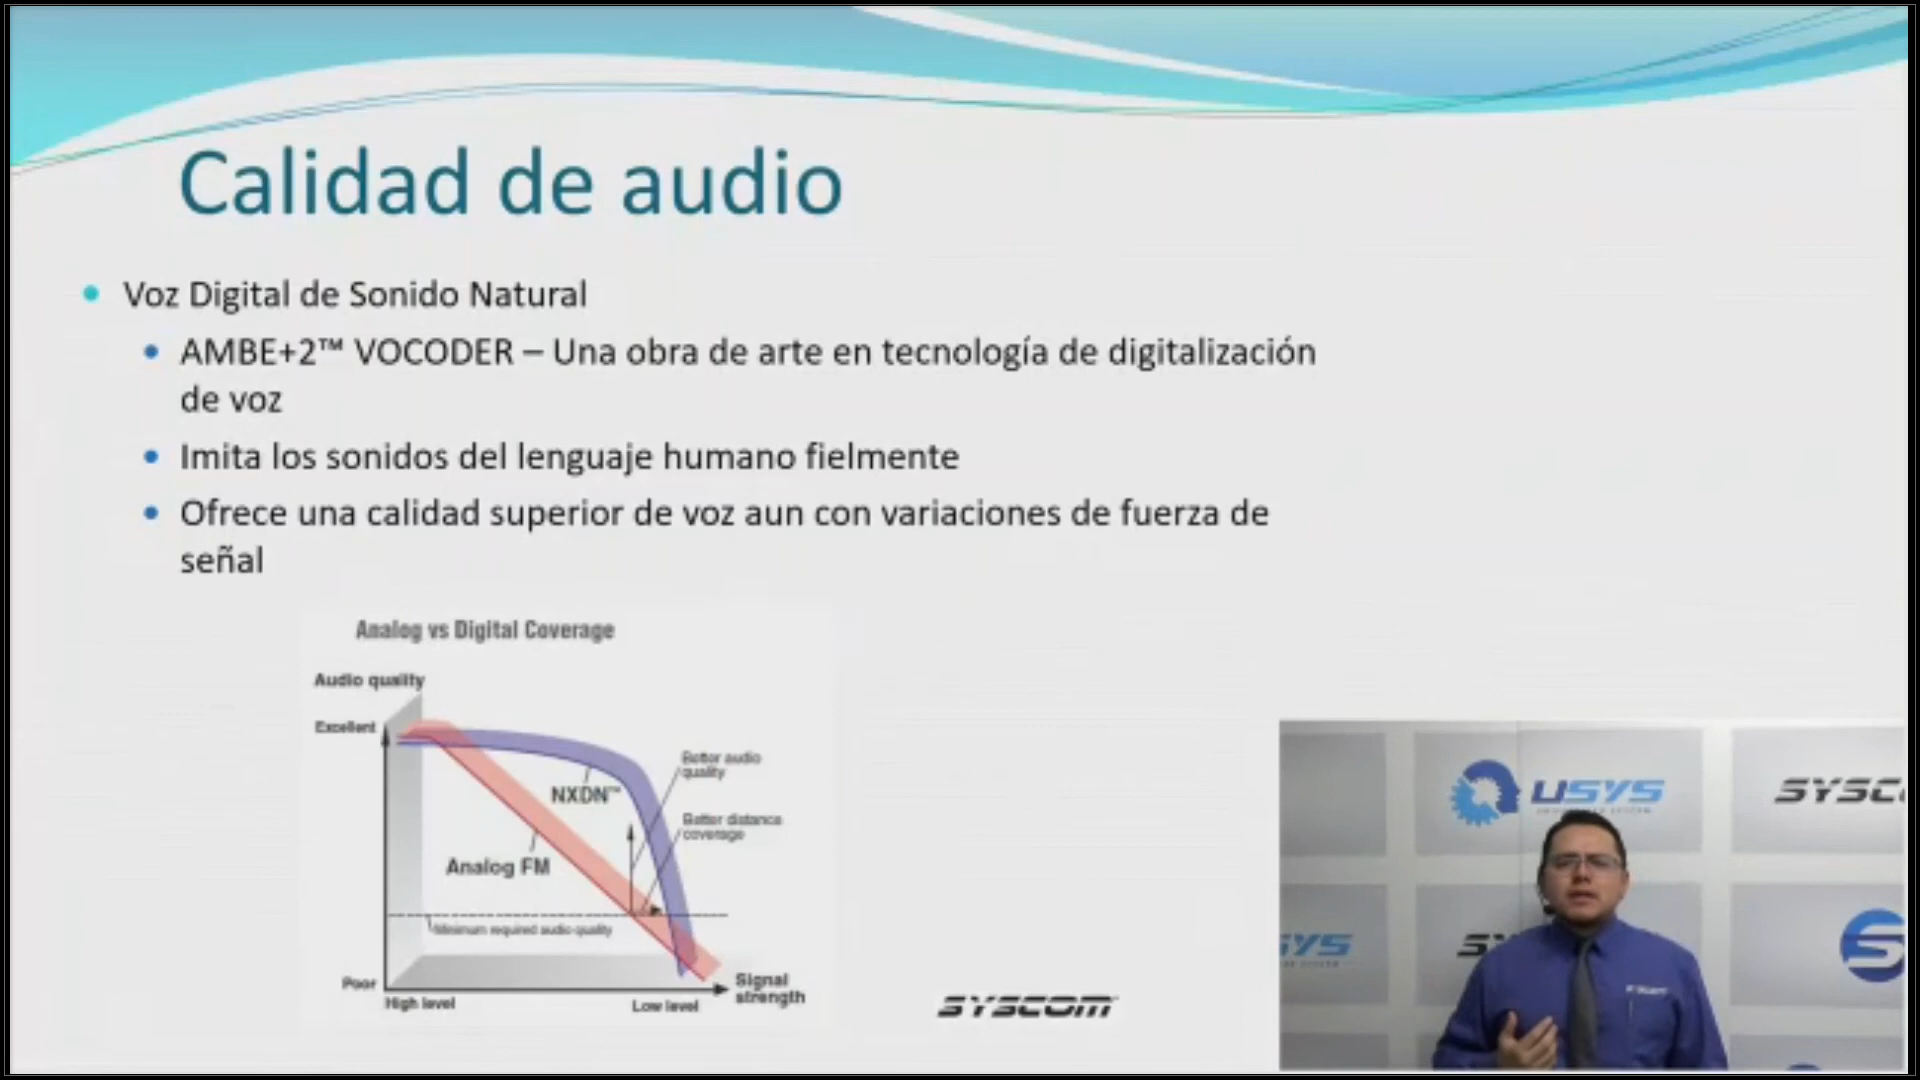 Calidad de audio
Voz Digital de Sonido Natural
AMBE+2™ VOCODER – Una obra de arte en tecnología de digitalización
de voz
Imita los sonidos del lenguaje humano fielmente
Ofrece una calidad superior de voz aun con variaciones de fuerza de
señal
Analog vs Digital Coverage
Audio quality
Excellent
Better audio
quality
NXDN™
Better distance
coverage
Analog FM
Minimum required audio quality
Poor
High level
Low level
Signal
strength
SYSCOM
USYS
SYSC
SYS
SY